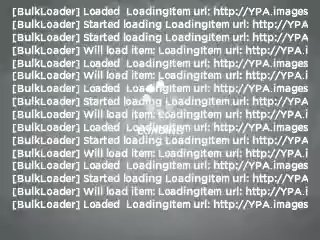 [BulkLoader] Loaded  LoadingItem url: http://YPA.images
[BulkLoader] Started loading LoadingItem url: http://YPA
[BulkLoader] Will load item: LoadingItem url: http://YPA.i
[BulkLoader] Started loading LoadingItem url: http://YPA
[BulkLoader] Loaded  LoadingItem url: http://YPA.images
[BulkLoader] Will load item: LoadingItem url: http://YPA.i
[BulkLoader] Loaded  LoadingItem url: http://YPA.images
[BulkLoader] Started loading LoadingItem url: http://YPA
[BulkLoader] Will load item: LoadingItem url: http://YPA.i
[BulkLoader] Loaded  LoadingItem url: http://YPA.images
LOADING
[BulkLoader] Started loading LoadingItem url: http://YPA
[BulkLoader] Will load item: LoadingItem url: http://YPA.i
[BulkLoader] Loaded  LoadingItem url: http://YPA.images
[BulkLoader] Started loading LoadingItem url: http://YPA
[BulkLoader] Will load item: LoadingItem url: http://YPA.i
[BulkLoader] Loaded  LoadingItem url: http://YPA.images